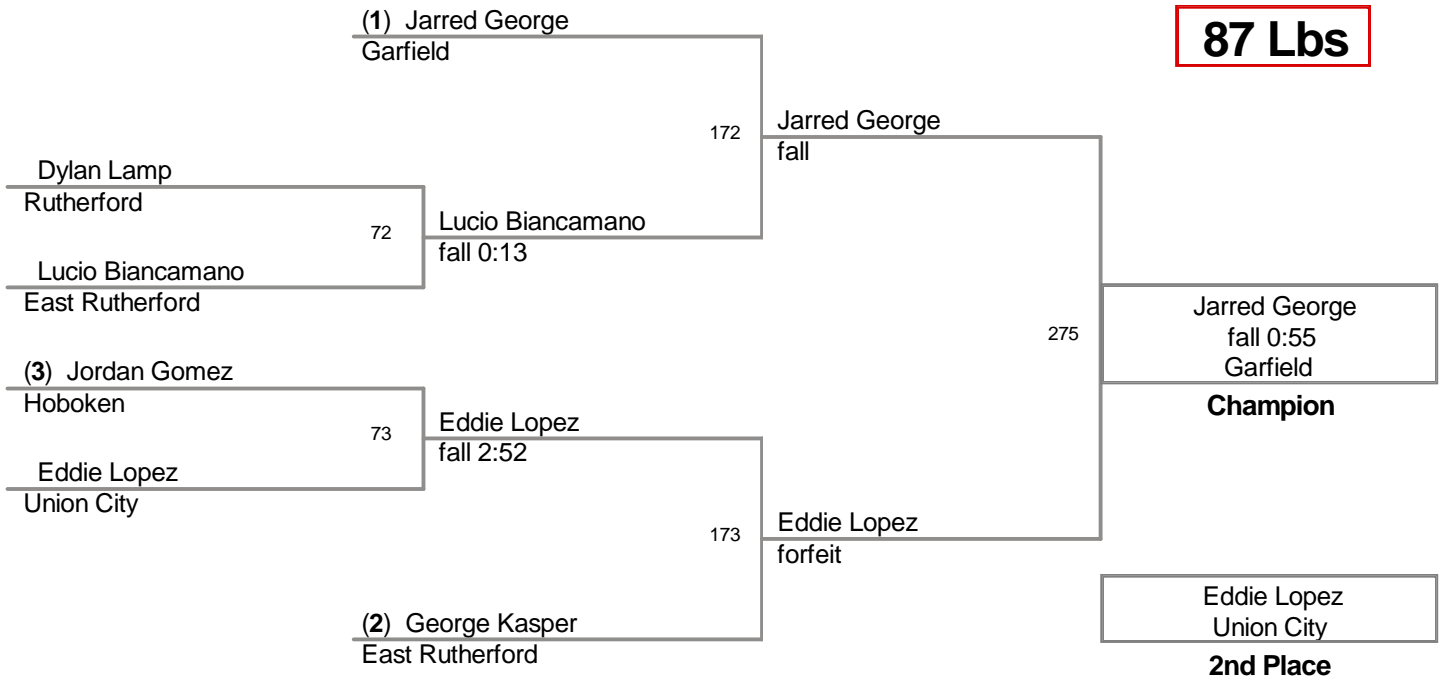 (1) Jarred George
Garfield
87 Lbs
172
Jarred George
fall
Dylan Lamp
Rutherford
72
Lucio Biancamano
fall 0:13
Lucio Biancamano
East Rutherford
275
Jarred George
fall 0:55
Garfield
Champion
(3) Jordan Gomez
Hoboken
73
Eddie Lopez
fall 2:52
Eddie Lopez
Union City
173
Eddie Lopez
forfeit
(2) George Kasper
East Rutherford
Eddie Lopez
Union City
2nd Place